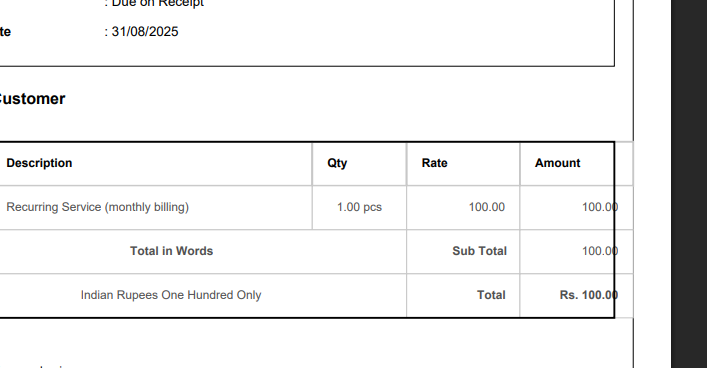 : Due on Receipt
te : 31/08/2025
Customer
Description Qty Rate Amount
Recurring Service (monthly billing) 1.00 pcs 100.00 100.00
Total in Words Sub Total 100.00
Indian Rupees One Hundred Only Total Rs. 100.00